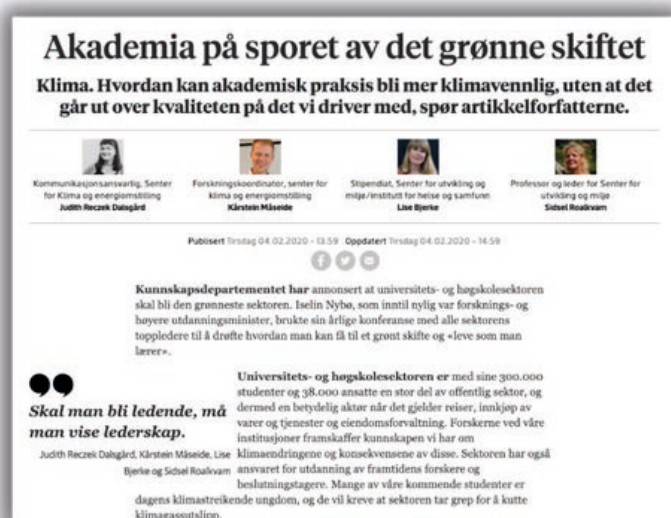 Akademia på sporet av det grønne skiftet
Klima. Hvordan kan akademisk praksis bli mer klimavennlig, uten at det
går ut over kvaliteten på det vi driver med, spør artikkelforfatterne.
Kommunikasjonsansvarlig, Senter
for Klima og energiomstilling
Judith Reczek Dalsgård
Forskningskoordinator, senter for
klima og energiomstilling
Kårstein Måseide
Stipendiat, Senter for utvikling og
miljø/institutt for helse og samfunn
Lise Bjerke
Professor og leder for Senter for
utvikling og miljø
Sidsel Roalkvam
Publisert Tirsdag 04.02.2020 - 13:59 Oppdatert Tirsdag 04.02.2020 - 14:59
Kunnskapsdepartementet har annonsert at universitets- og høgskolesektoren
skal bli den grønneste sektoren. Iselin Nybø, som inntil nylig var forsknings- og
høyere utdanningsminister, brukte sin årlige konferanse med alle sektorens
toppledere til å drøfte hvordan man kan få til et grønt skifte og «leve som man
lærer».
Skal man bli ledende, må
man vise lederskap.
Judith Reczek Dalsgård, Kårstein Måseide, Lise
Bjerke og Sidsel Roalkvam
Universitets- og høgskolesektoren er med sine 300.000
studenter og 38.000 ansatte en stor del av offentlig sektor, og
dermed en betydelig aktør når det gjelder reiser, innkjøp av
varer og tjenester og eiendomsforvaltning. Forskerne ved våre
institusjoner framskaffer kunnskapen vi har om
klimaendringene og konsekvensene av disse. Sektoren har også
ansvaret for utdanning av framtidens forskere og
beslutningstagere. Mange av våre kommende studenter er
dagens klimastreikende ungdom, og de vil kreve at sektoren tar grep for å kutte
klimagassutslipp.